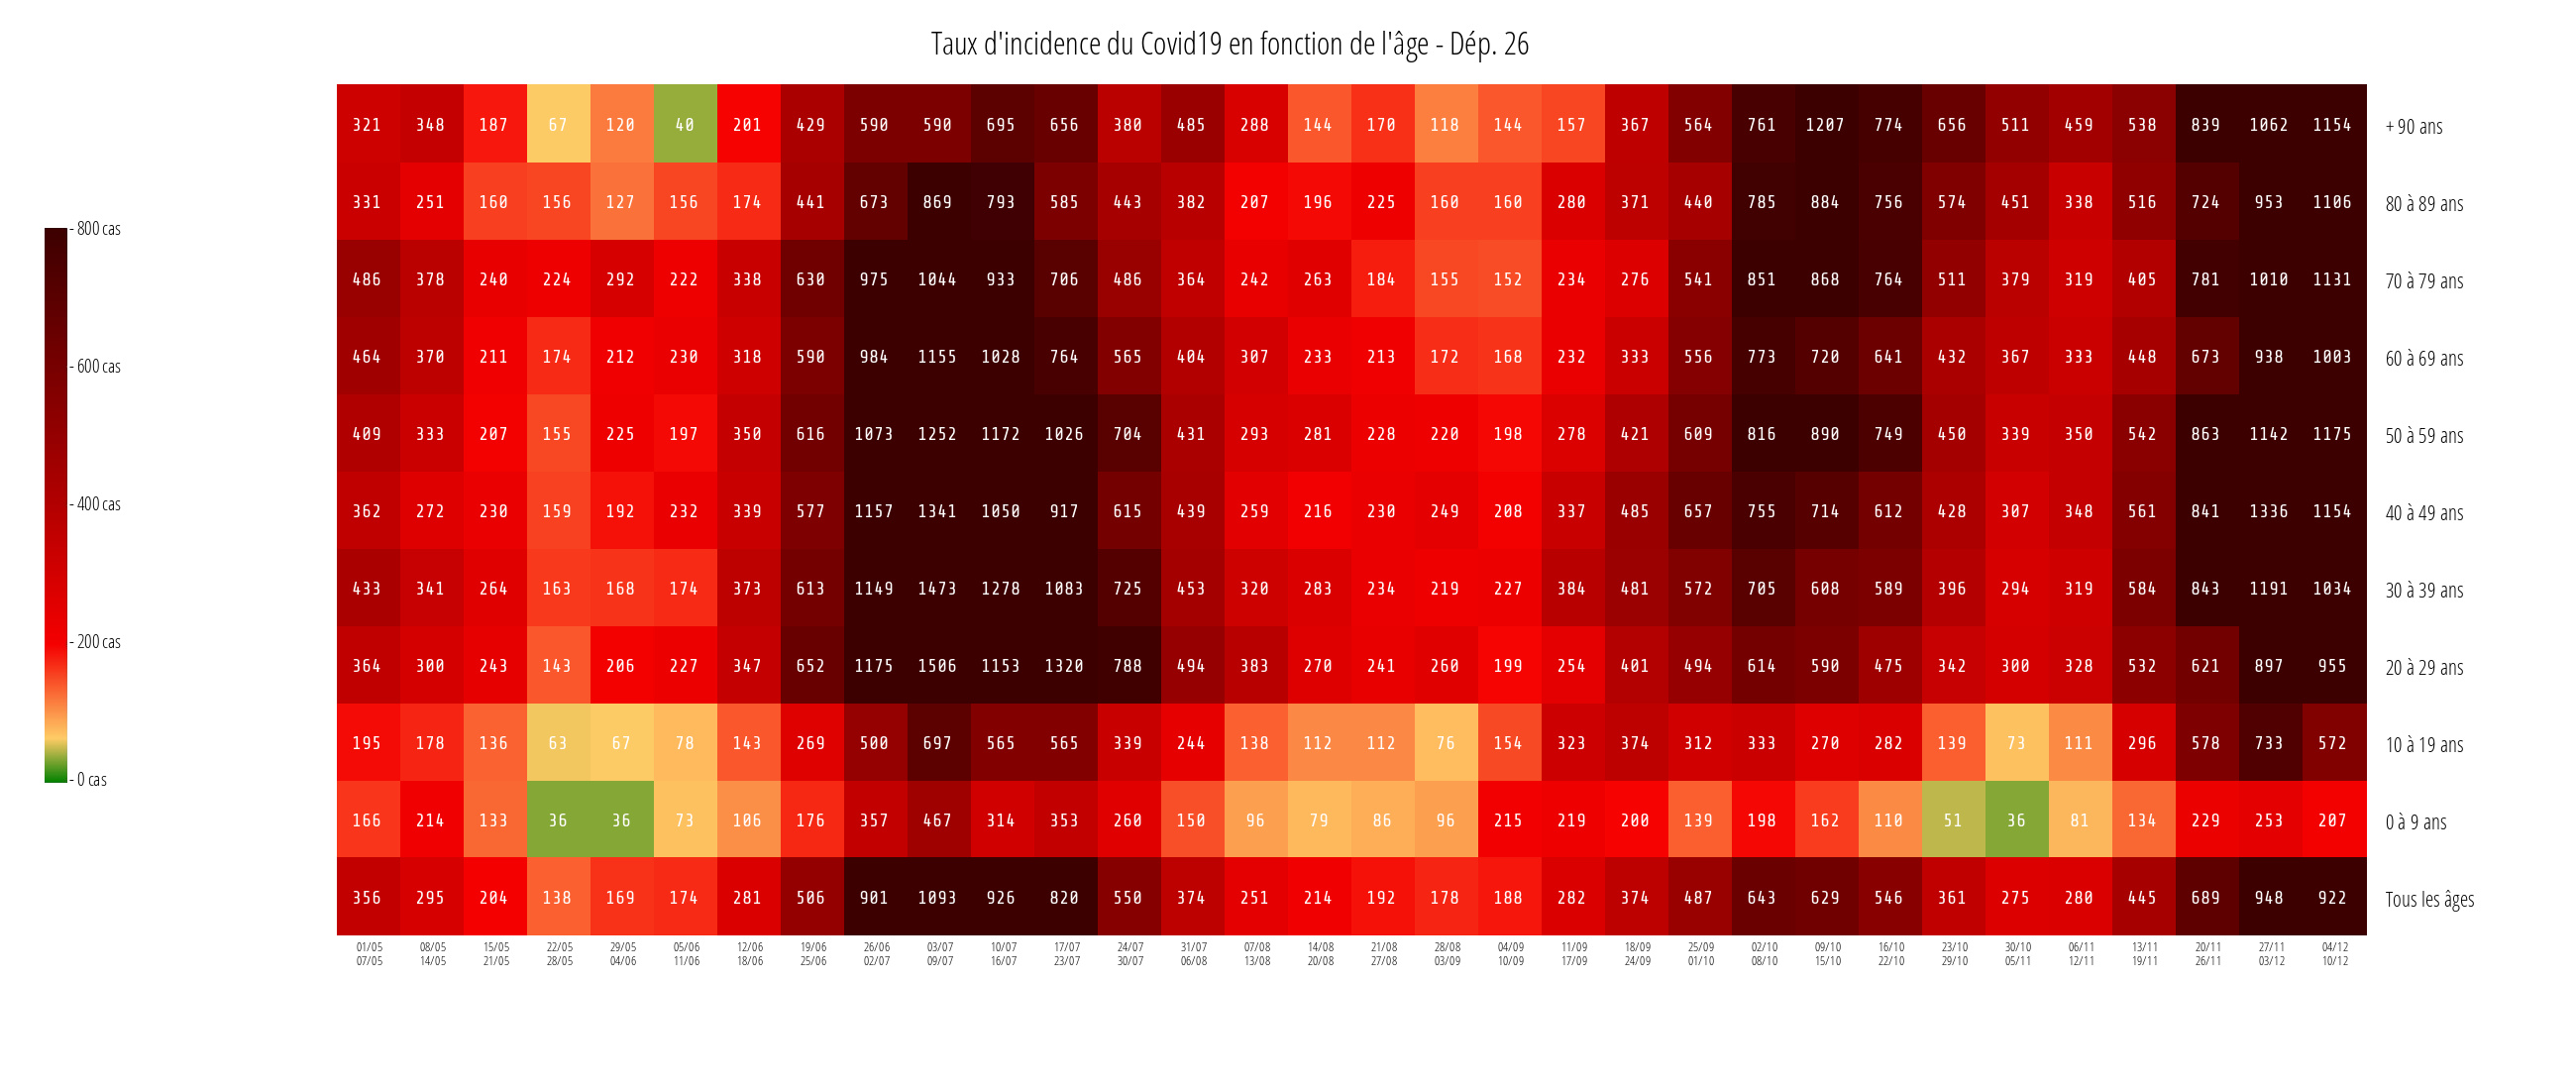 Taux d'incidence du Covid19 en fonction de l'âge - Dép. 26
321 348 187 67 120 40 201 429 590 590 695 656 380 485 288 144 170 118 144 157 367 564 761 1207 774 656 511 459 538 839 1062 1154 + 90 ans
331 251 160 156 127 156 174 441 673 869 793 585 443 382 207 196 225 160 160 280 371 440 785 884 756 574 451 338 516 724 953 1106 80 à 89 ans
486 378 240 224 292 222 338 630 975 1044 933 706 486 364 242 263 184 155 152 234 276 541 851 868 764 511 379 319 405 781 1010 1131 70 à 79 ans
464 370 211 174 212 230 318 590 984 1155 1028 764 565 404 307 233 213 172 168 232 333 556 773 720 641 432 367 333 448 673 938 1003 60 à 69 ans
409 333 207 155 225 197 350 616 1073 1252 1172 1026 704 431 293 281 228 220 198 278 421 609 816 890 749 450 339 350 542 863 1142 1175 50 à 59 ans
362 272 230 159 192 232 339 577 1157 1341 1050 917 615 439 259 216 230 249 208 337 485 657 755 714 612 428 307 348 561 841 1336 1154 40 à 49 ans
433 341 264 163 168 174 373 613 1149 1473 1278 1083 725 453 320 283 234 219 227 384 481 572 705 608 589 396 294 319 584 843 1191 1034 30 à 39 ans
364 300 243 143 206 227 347 652 1175 1506 1153 1320 788 494 383 270 241 260 199 254 401 494 614 590 475 342 300 328 532 621 897 955 20 à 29 ans
195 178 136 63 67 78 143 269 500 697 565 565 339 244 138 112 112 76 154 323 374 312 333 270 282 139 73 111 296 578 733 572 10 à 19 ans
166 214 133 36 36 73 106 176 357 467 314 353 260 150 96 79 86 96 215 219 200 139 198 162 110 51 36 81 134 229 253 207 0 à 9 ans
356 295 204 138 169 174 281 506 901 1093 926 820 550 374 251 214 192 178 188 282 374 487 643 629 546 361 275 280 445 689 948 922 Tous les âges
01/05 08/05 15/05 22/05 29/05 05/06 12/06 19/06 26/06 03/07 10/07 17/07 24/07 31/07 07/08 14/08 21/08 28/08 04/09 11/09 18/09 25/09 02/10 09/10 16/10 23/10 30/10 06/11 13/11 20/11 27/11 04/12
07/05 14/05 21/05 28/05 04/06 11/06 18/06 25/06 02/07 09/07 16/07 23/07 30/07 06/08 13/08 20/08 27/08 03/09 10/09 17/09 24/09 01/10 08/10 15/10 22/10 29/10 05/11 12/11 19/11 26/11 03/12 10/12
- 800 cas
- 600 cas
- 400 cas
- 200 cas
- 0 cas